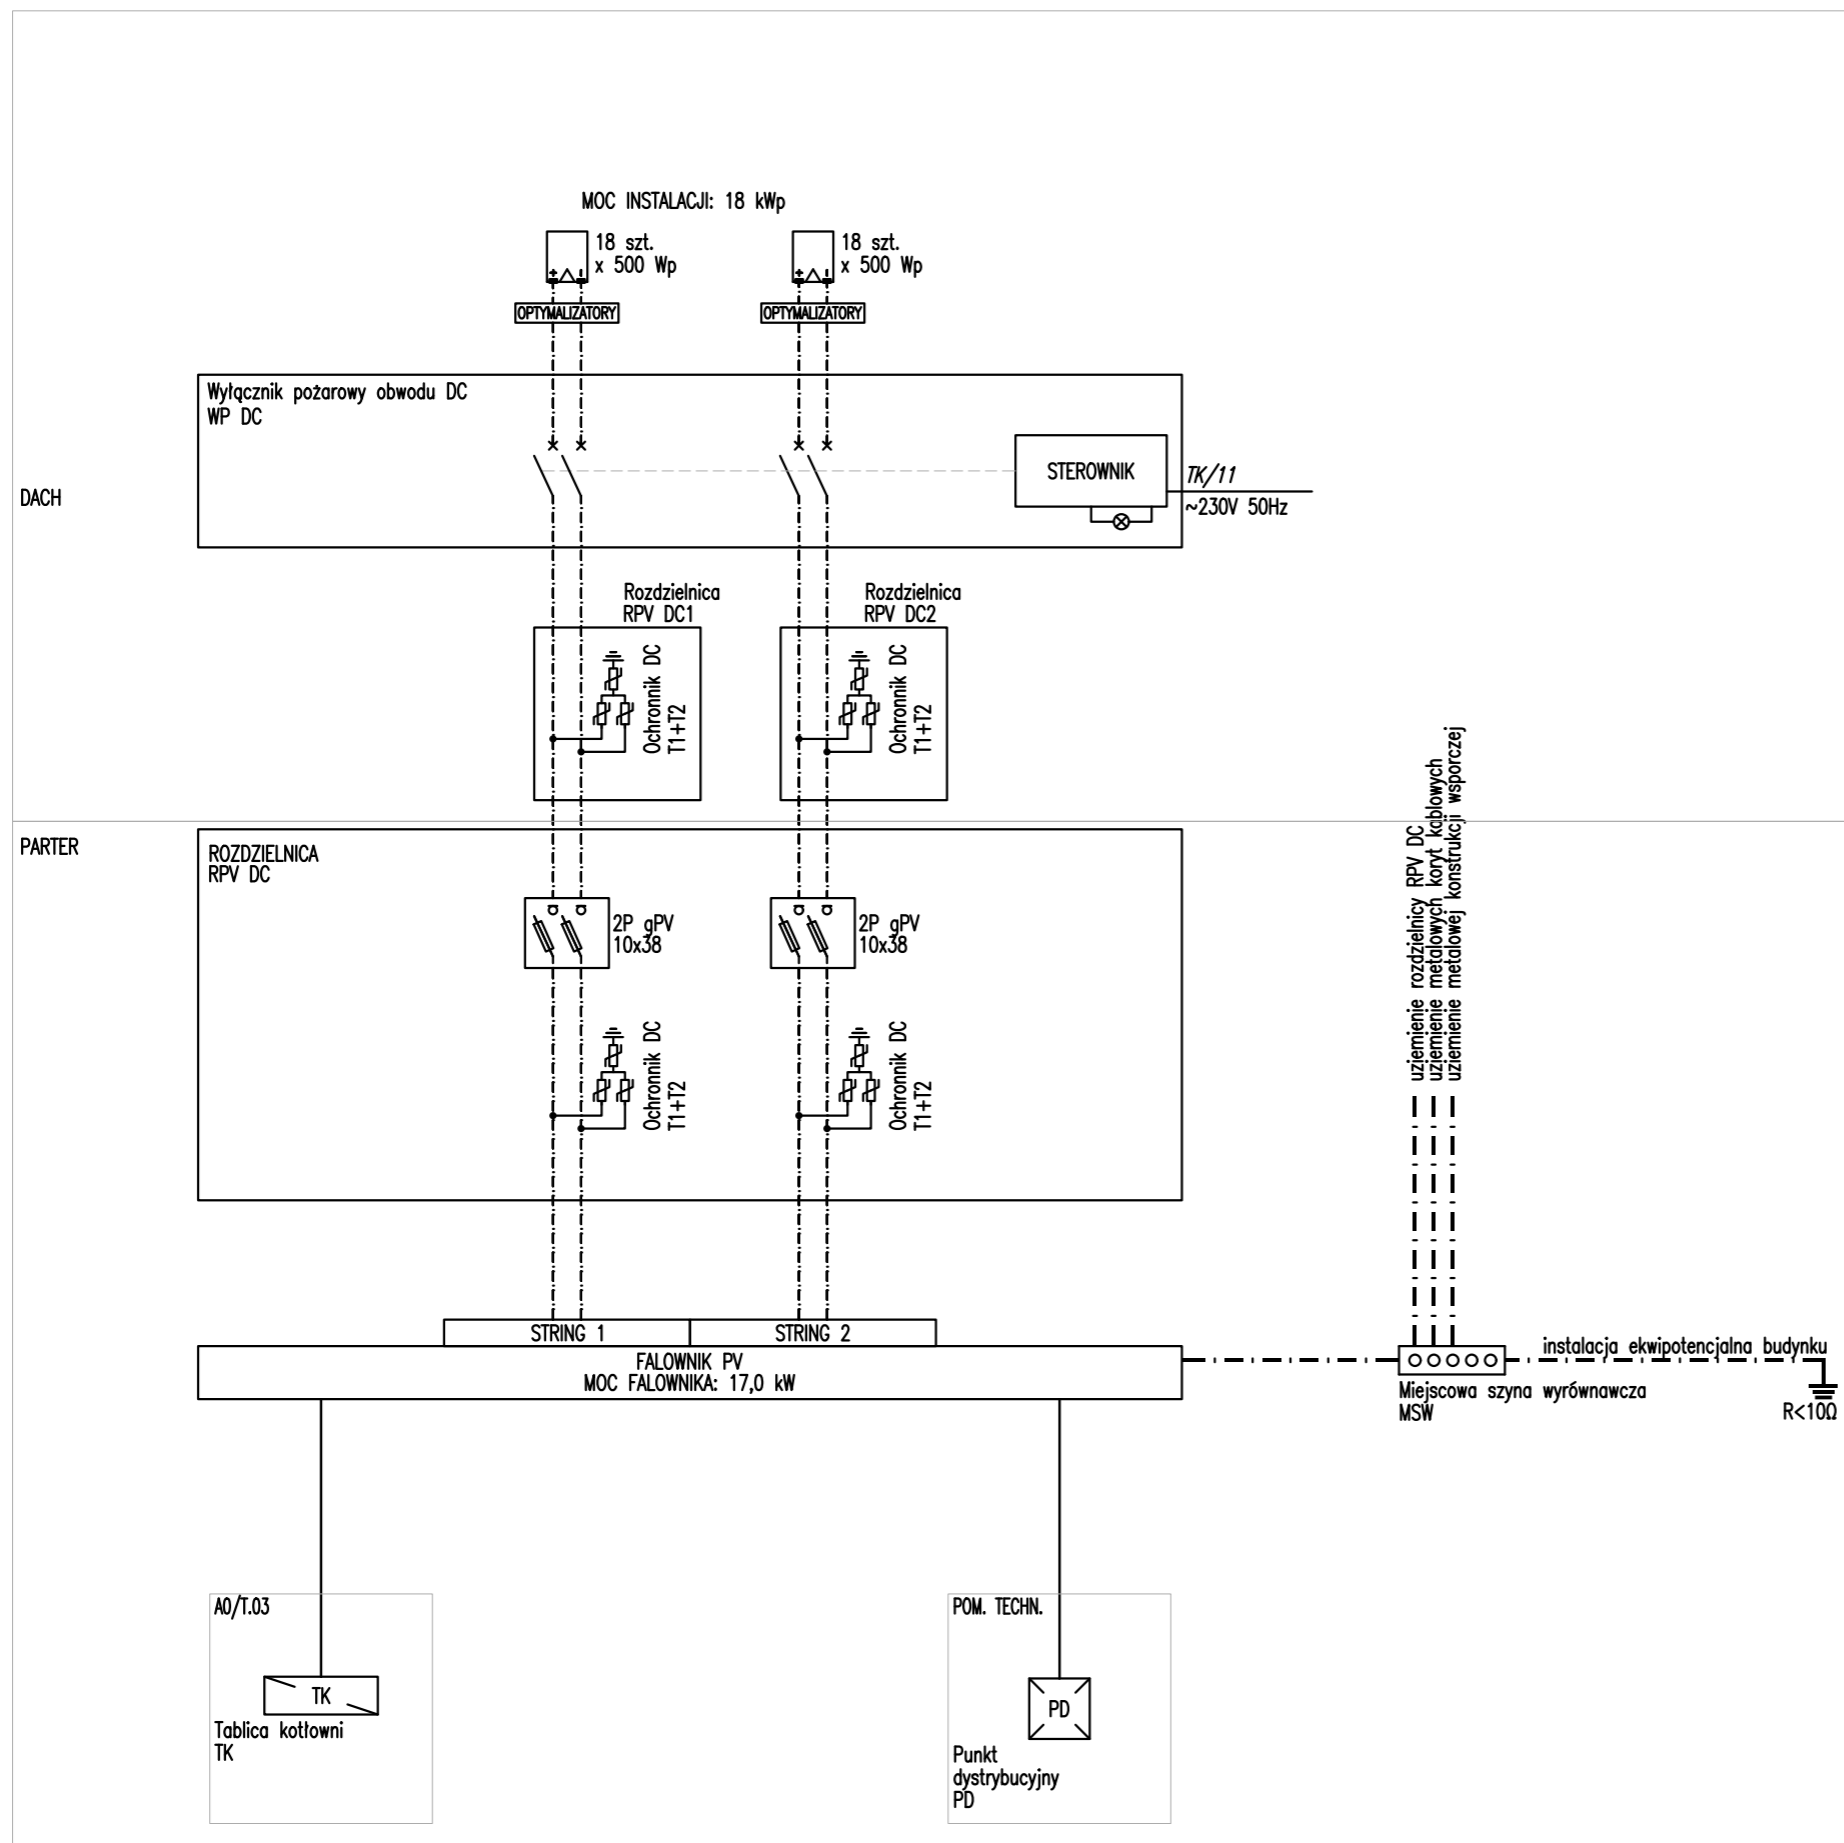 MOC INSTALACJI: 18 kWp
18 szt.
x 500 Wp
18 szt.
x 500 Wp
OPTYMALIZATORY
OPTYMALIZATORY
Wyłącznik pożarowy obwodu DC
WP DC
STEROWNIK
TK/11
~230V 50Hz
DACH
Rozdzielnica
RPV DC1
Rozdzielnica
RPV DC2
Ochronnik DC
T1+T2
Ochronnik DC
T1+T2
PARTER
ROZDZIELNICA
RPV DC
2P gPV
10x38
2P gPV
10x38
Ochronnik DC
T1+T2
Ochronnik DC
T1+T2
uziemienie rozdzielnicy RPV DC
uziemienie metalowych koryt kablowych
uziemienie metalowej konstrukcji wsporczej
STRING 1
STRING 2
FALOWNIK PV
MOC FALOWNIKA: 17,0 kW
instalacja ekwipotencjalna budynku
Miejscowa szyna wyrównawcza
MSW
R<10Ω
A0/T.03
TK
Tablica kotłowni
TK
POM. TECHN.
PD
Punkt
dystrybucyjny
PD